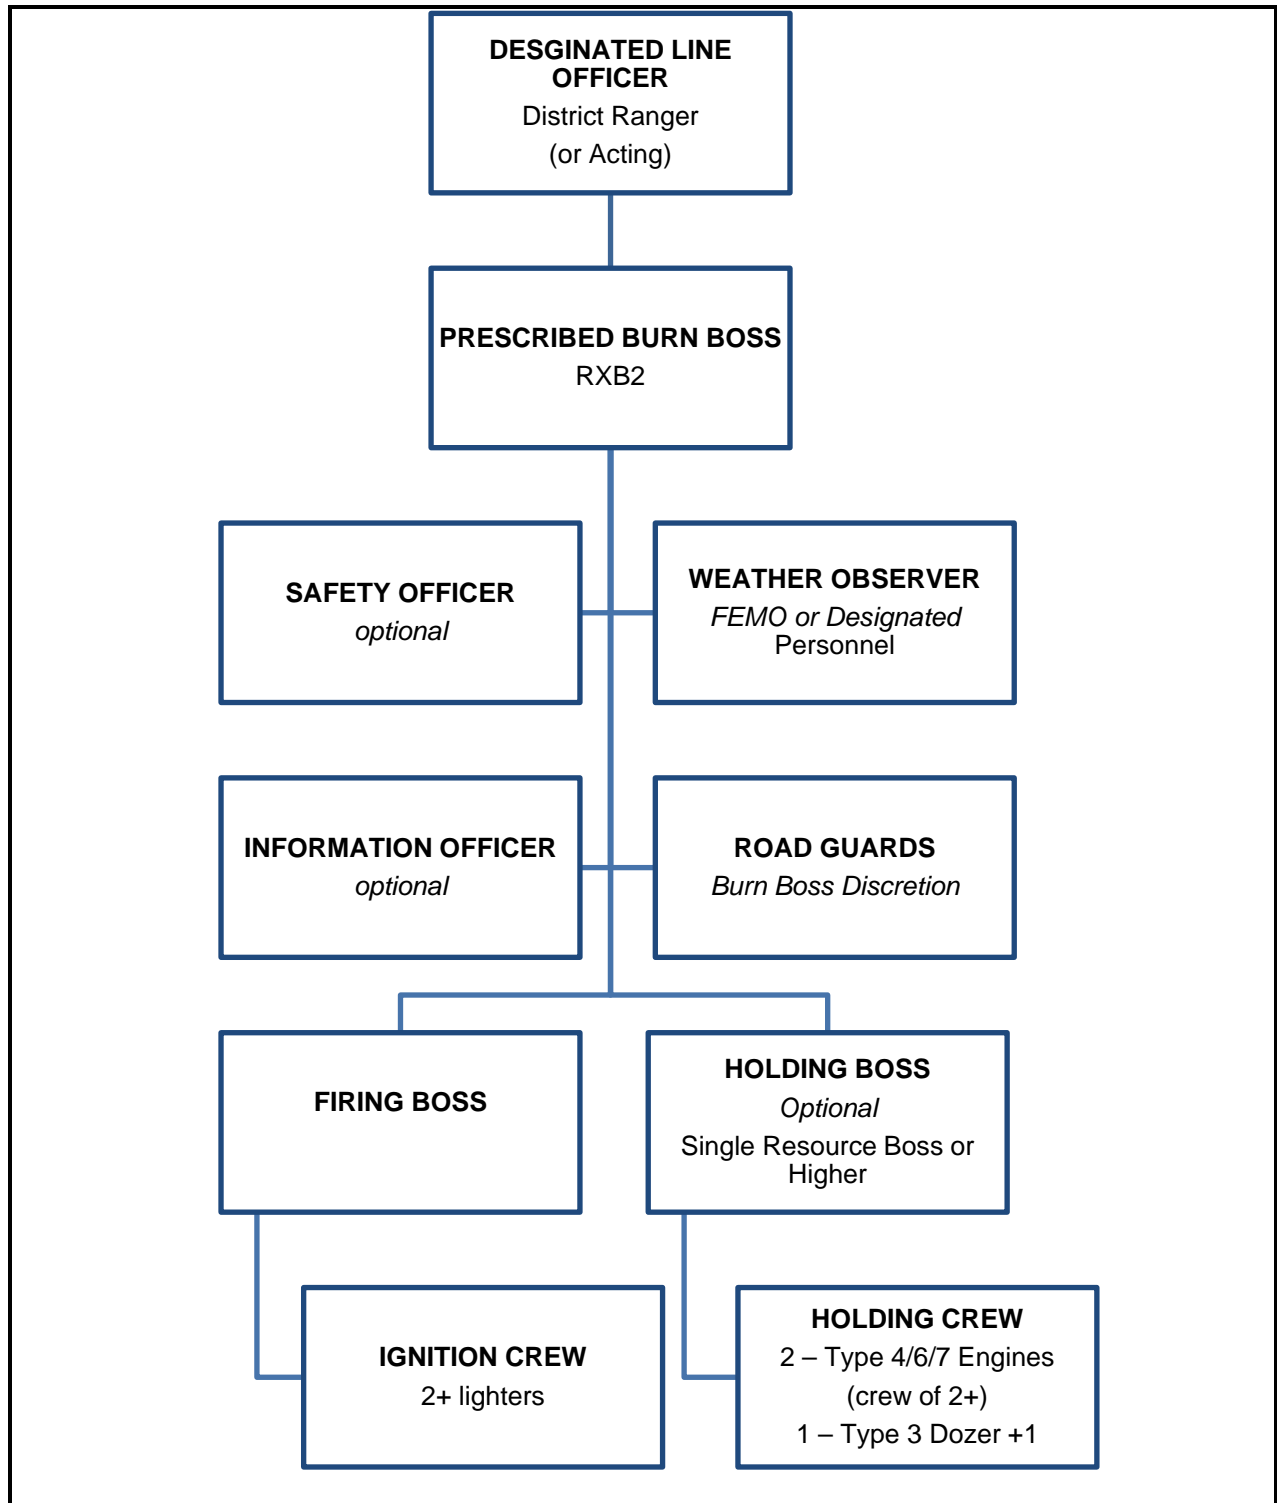 DESGINATED LINE
OFFICER
District Ranger
(or Acting)
PRESCRIBED BURN BOSS
RXB2
SAFETY OFFICER
optional
WEATHER OBSERVER
FEMO or Designated
Personnel
INFORMATION OFFICER
optional
ROAD GUARDS
Burn Boss Discretion
FIRING BOSS
HOLDING BOSS
Optional
Single Resource Boss or
Higher
IGNITION CREW
2+ lighters
HOLDING CREW
2 – Type 4/6/7 Engines
(crew of 2+)
1 – Type 3 Dozer +1